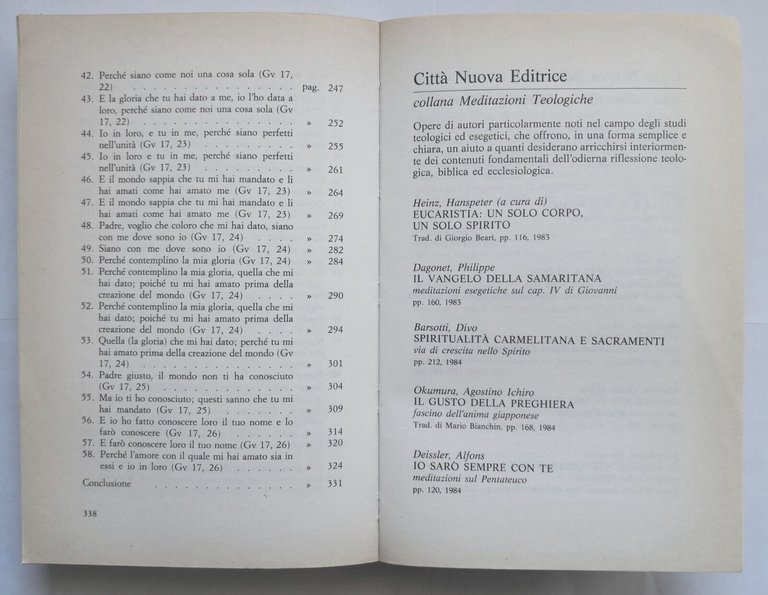 42. Perché siano come noi una cosa sola (Gv 17,
22) . . . . . . . . . . . . . . . . pag. 247
43. E la gloria che tu hai dato a me, io l'ho data a
loro, perché siano come noi una cosa sola (Gv
17, 22) . . . . . . . . . . . . . . » 252
44. Io in loro, e tu in me, perché siano perfetti
nell'unità (Gv 17, 23) . . . . . . . . » 255
45. Io in loro e tu in me, perché siano perfetti
nell'unità (Gv 17, 23) . . . . . . . . » 261
46. E il mondo sappia che tu mi hai mandato e li
hai amati come hai amato me (Gv 17, 23) . . » 264
47. E il mondo sappia che tu mi hai mandato e li
hai amati come hai amato me (Gv 17, 23) . . » 269
48. Padre, voglio che coloro che mi hai dato, siano
con me dove sono io (Gv 17, 24) . . . . » 274
49. Siano con me dove sono io (Gv 17, 24) . . » 282
50. Perché contemplino la mia gloria (Gv 17, 24) » 284
51. Perché contemplino la mia gloria, quella che mi
hai dato; poiché tu mi hai amato prima della
creazione del mondo (Gv 17, 24) . . . . » 290
52. Perché contemplino la mia gloria, quella che mi
hai dato; poiché tu mi hai amato prima della
creazione del mondo (Gv 17, 24) . . . . » 294
53. Quella (la gloria) che mi hai dato; perché tu mi
hai amato prima della creazione del mondo (Gv
17, 24) . . . . . . . . . . . . . . » 301
54. Padre giusto, il mondo non ti ha conosciuto
(Gv 17, 25) . . . . . . . . . . . . » 304
55. Ma io ti ho conosciuto; questi sanno che tu mi
hai mandato (Gv 17, 25) . . . . . . . » 309
56. E io ho fatto conoscere loro il tuo nome e lo
farò conoscere (Gv 17, 26) . . . . . . » 314
57. E farò conoscere loro il tuo nome (Gv 17, 26) » 320
58. Perché l'amore con il quale mi hai amato sia in
essi e io in loro (Gv 17, 26) . . . . . . » 324
Conclusione . . . . . . . . . . . . . . » 331
338
Città Nuova Editrice
collana Meditazioni Teologiche
Opere di autori particolarmente noti nel campo degli studi
teologici ed esegetici, che offrono, in una forma semplice e
chiara, un aiuto a quanti desiderano arricchirsi interiormen-
te dei contenuti fondamentali dell'odierna riflessione teolo-
gica, biblica ed ecclesiologica.
Heinz, Hanspeter (a cura di)
EUCARISTIA: UN SOLO CORPO,
UN SOLO SPIRITO
Trad. di Giorgio Beari, pp. 116, 1983
Dagonet, Philippe
IL VANGELO DELLA SAMARITANA
meditazioni esegetiche sul cap. IV di Giovanni
pp. 160, 1983
Barsotti, Divo
SPIRITUALITÀ CARMELITANA E SACRAMENTI
via di crescita nello Spirito
pp. 212, 1984
Okumura, Agostino Ichiro
IL GUSTO DELLA PREGHIERA
fascino dell'anima giapponese
Trad. di Mario Bianchin, pp. 168, 1984
Deissler, Alfons
IO SARÒ SEMPRE CON TE
meditazioni sul Pentateuco
pp. 120, 1984